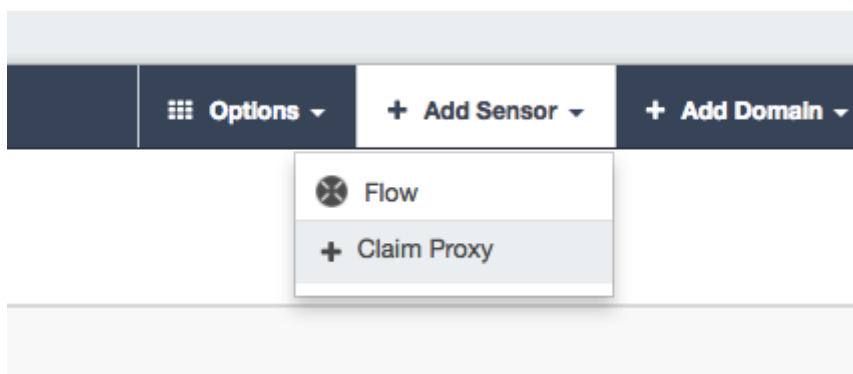 Options
+ Add Sensor
+ Add Domain
Flow
+ Claim Proxy